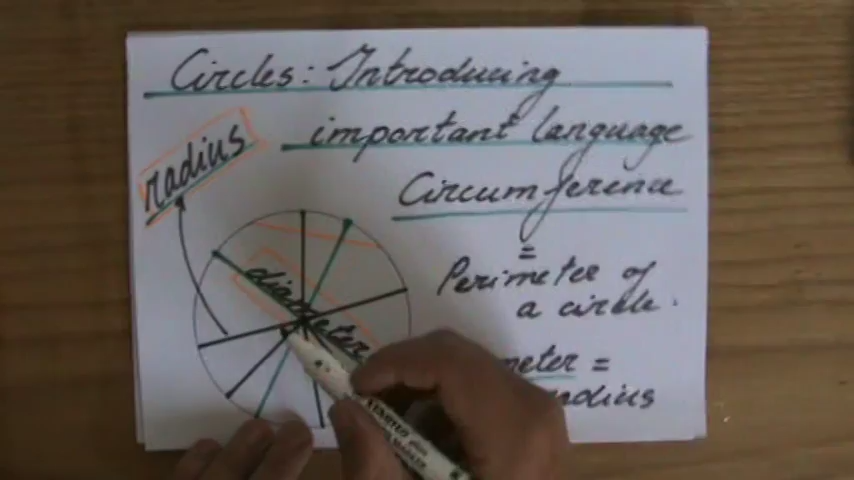 Circles: Introducing
important language
radius
Circumference
=
Perimeter of
a circle.
diameter
meter =
radius